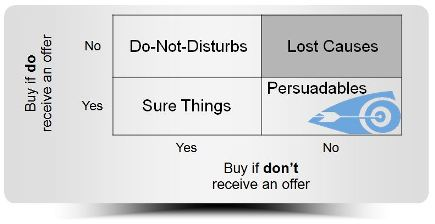 Buy if do
receive an offer
No
Do-Not-Disturbs
Lost Causes
Yes
Sure Things
Persuadables
Yes
No
Buy if don't
receive an offer